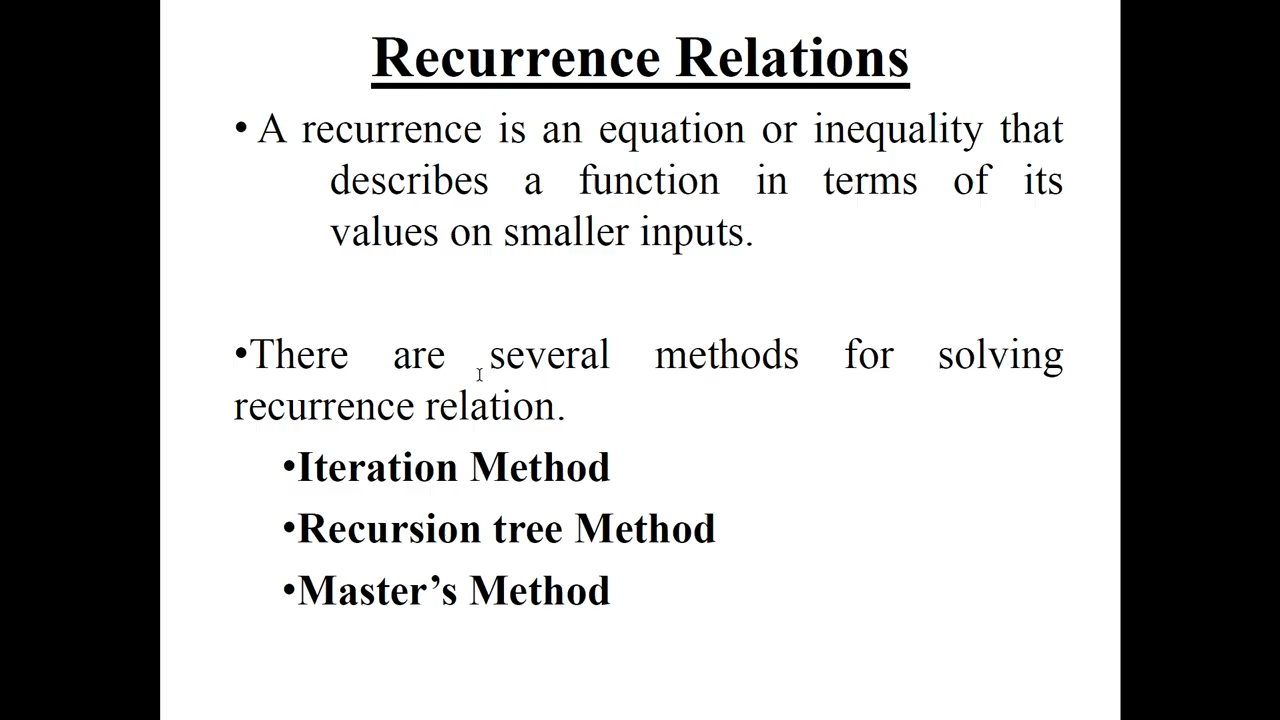 Recurrence Relations
• A recurrence is an equation or inequality that
describes a function in terms of its
values on smaller inputs.
•There are several methods for solving
recurrence relation.
•Iteration Method
•Recursion tree Method
•Master’s Method